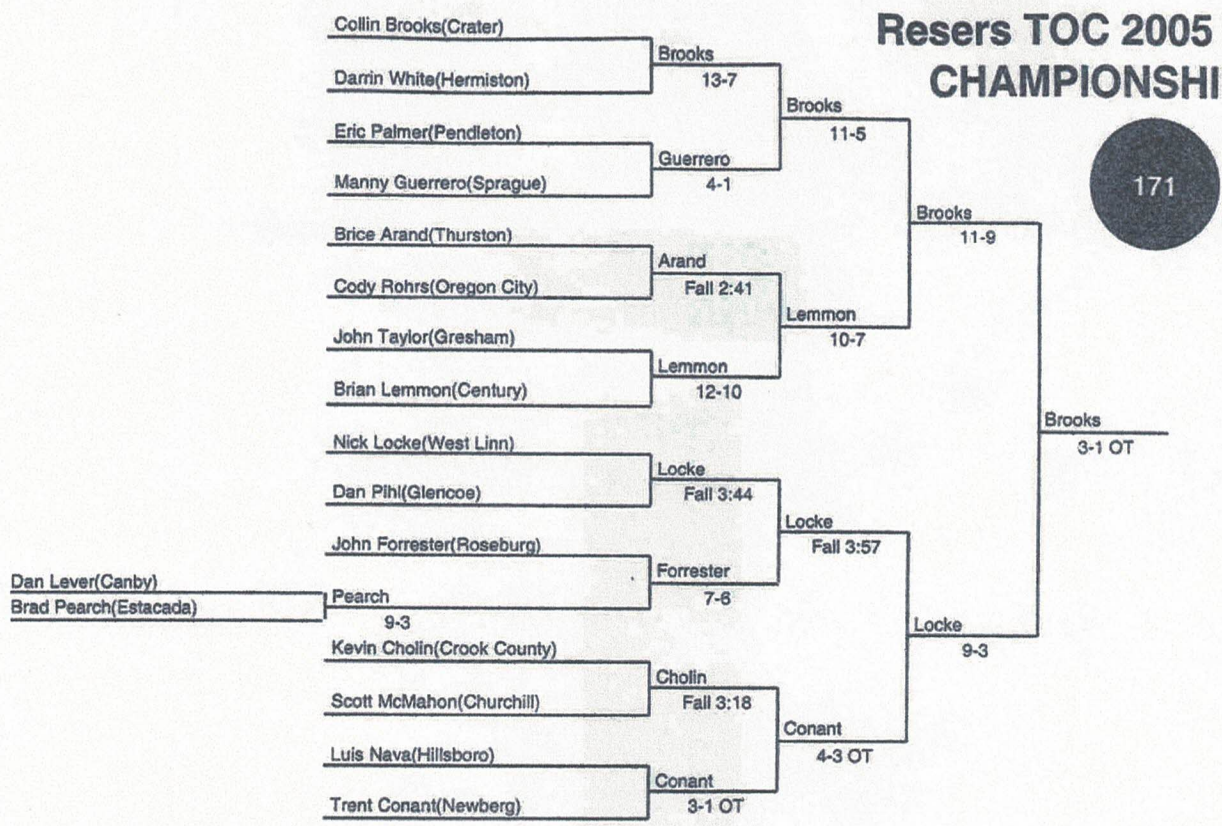 Resers TOC 2005
CHAMPIONSHI
171
Collin Brooks(Crater)
Darrin White(Hermiston)
Eric Palmer(Pendleton)
Manny Guerrero(Sprague)
Brice Arand(Thurston)
Cody Rohrs(Oregon City)
John Taylor(Gresham)
Brian Lemmon(Century)
Nick Locke(West Linn)
Dan Pihl(Glencoe)
John Forrester(Roseburg)
Dan Lever(Canby)
Brad Pearch(Estacada)
Pearch
9-3
Kevin Cholin(Crook County)
Scott McMahon(Churchill)
Luis Nava(Hillsboro)
Trent Conant(Newberg)
Brooks
13-7
Guerrero
4-1
Arand
Fall 2:41
Lemmon
12-10
Locke
Fall 3:44
Forrester
7-6
Cholin
Fall 3:18
Conant
3-1 OT
Brooks
11-5
Lemmon
10-7
Locke
Fall 3:57
Conant
4-3 OT
Brooks
11-9
Locke
9-3
Brooks
3-1 OT